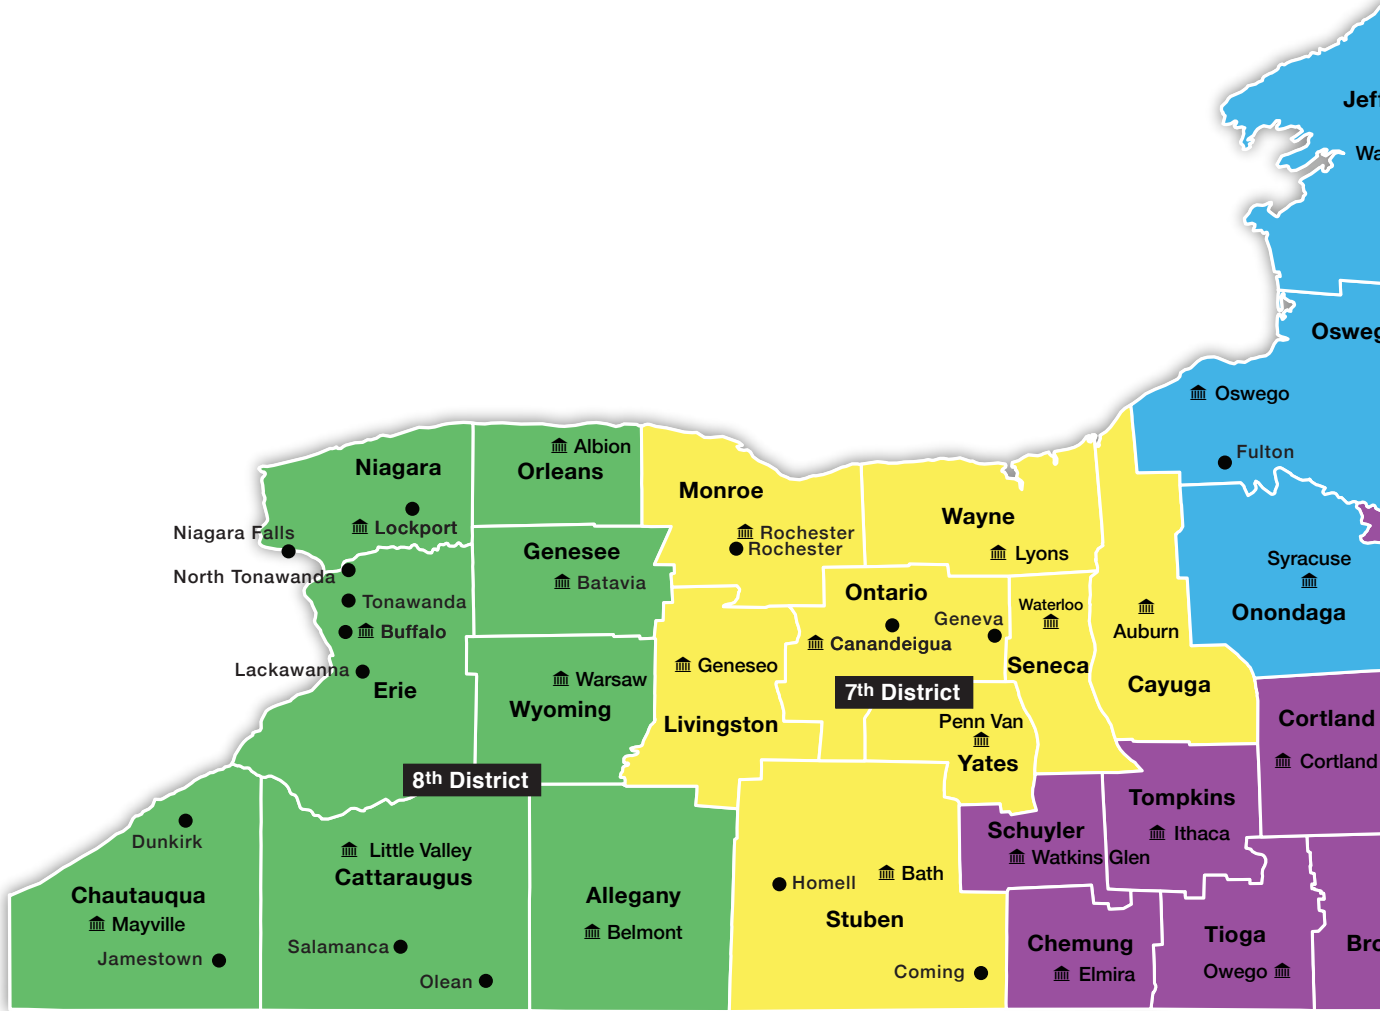 Jef
Wa
Osweg
Oswego
Fulton
Albion
Niagara
Orleans
Monroe
Wayne
Lockport
Niagara Falls
Rochester
Rochester
Genesee
Lyons
Syracuse
North Tonawanda
Batavia
Ontario
Tonawanda
Waterloo
Onondaga
Geneva
Buffalo
Auburn
Canandeigua
Lackawanna
Geneseo
Seneca
Warsaw
Erie
Cayuga
7th District
Wyoming
Livingston
Penn Van
Cortland
Yates
Cortland
8th District
Tompkins
Dunkirk
Schuyler
Ithaca
Little Valley
Watkins Glen
Cattaraugus
Bath
Homell
Chautauqua
Allegany
Mayville
Stuben
Belmont
Tioga
Chemung
Bro
Salamanca
Jamestown
Coming
Elmira
Owego
Olean